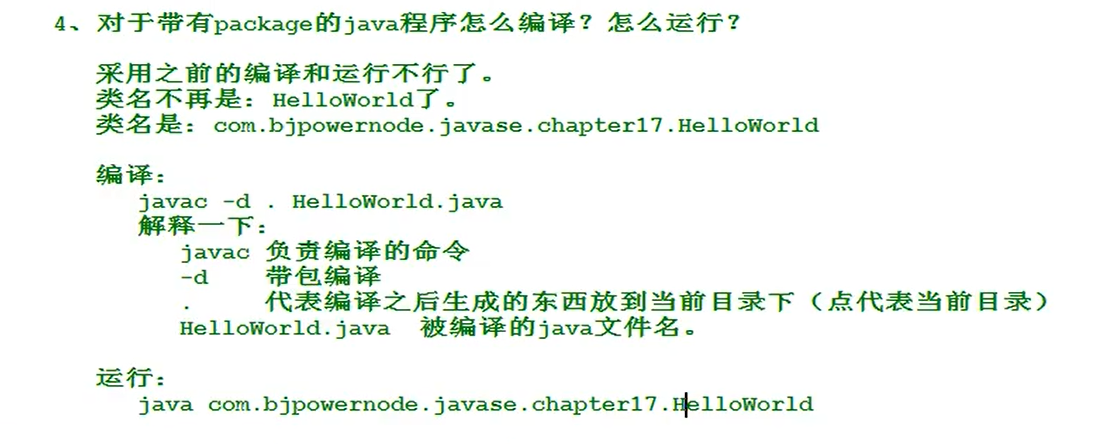 4、对于带有package的java程序怎么编译？怎么运行？
采用之前的编译和运行不行了。
类名不再是：HelloWorld了。
类名是：com.bjpowernode.javase.chapter17.HelloWorld
编译：
javac -d . HelloWorld.java
解释一下：
javac 负责编译的命令
-d 带包编译
. 代表编译之后生成的东西放到当前目录下（点代表当前目录）
HelloWorld.java 被编译的java文件名。
运行：
java com.bjpowernode.javase.chapter17.HelloWorld